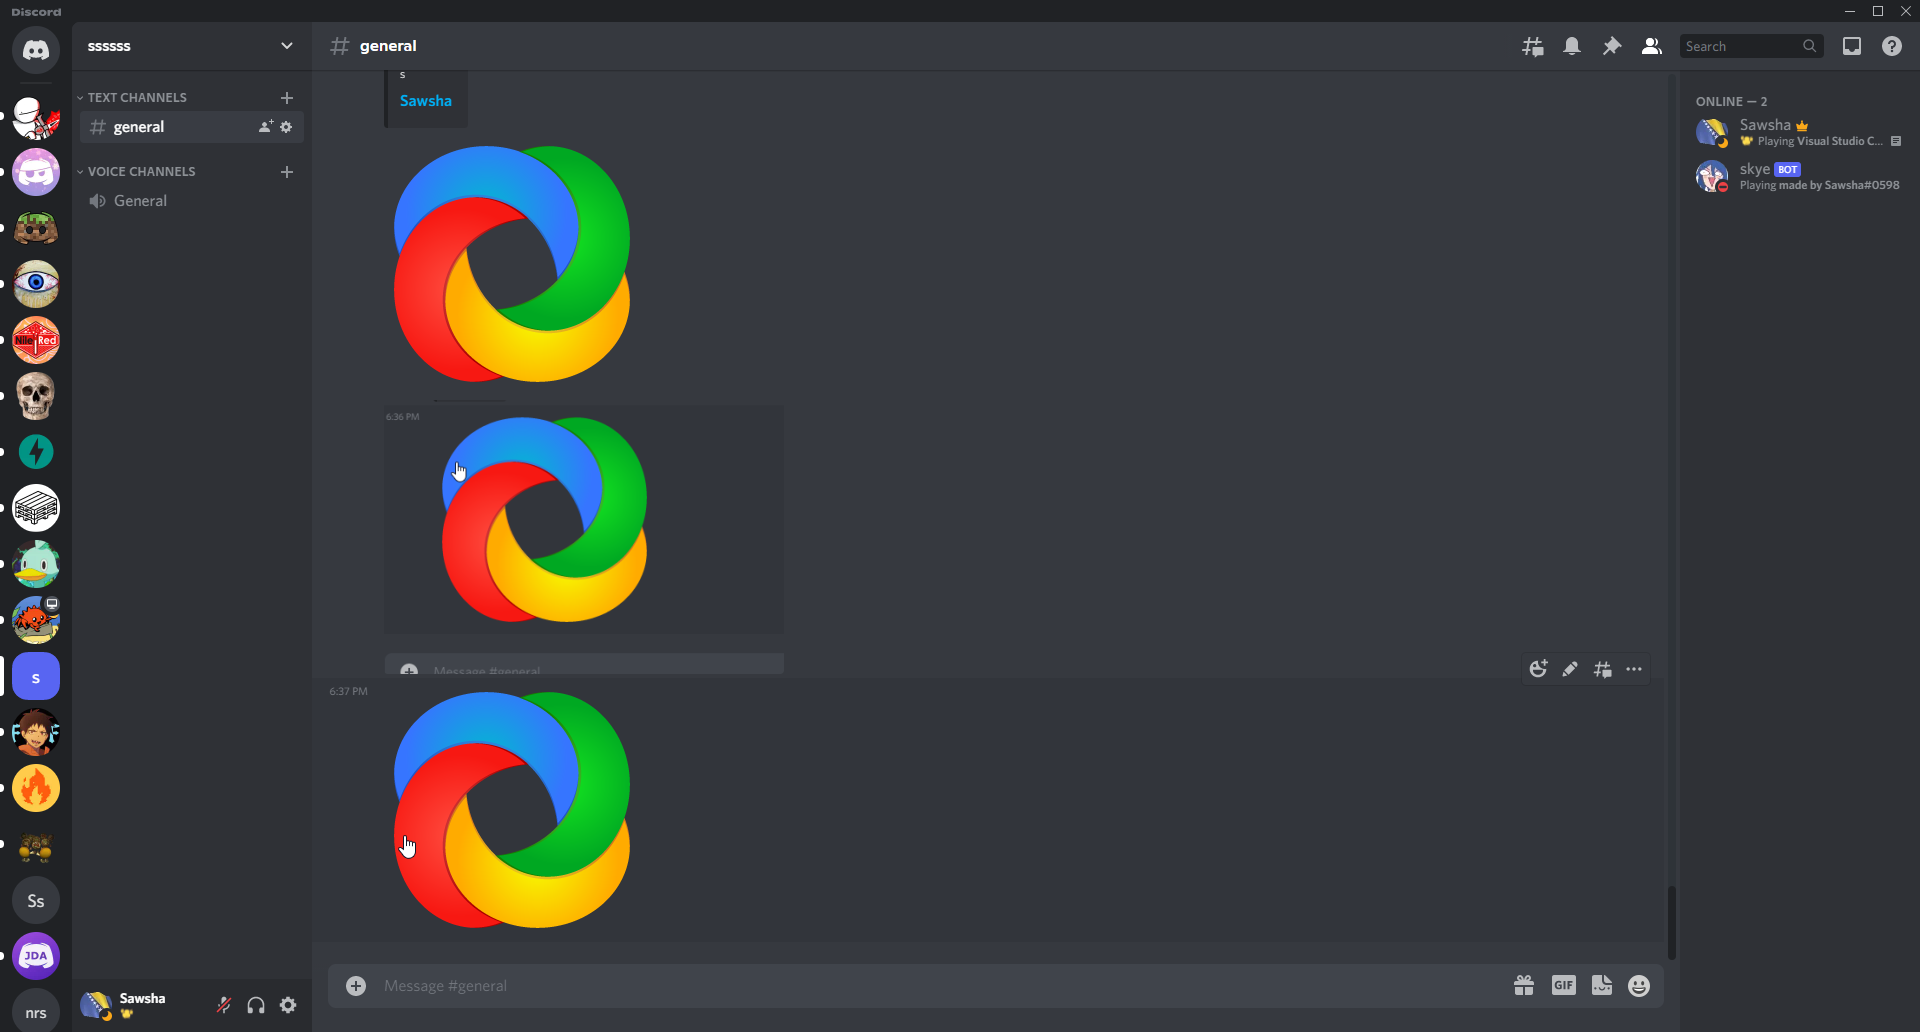 Discord
ssssss
general
Search
TEXT CHANNELS
general
VOICE CHANNELS
General
s
Sawsha
6:36 PM
Message #general
6:37 PM
Message #general
GIF
ONLINE — 2
Sawsha
Playing Visual Studio C...
skye BOT
Playing made by Sawsha#0598
Nile Red
s
Ss
JDA
nrs
Sawsha